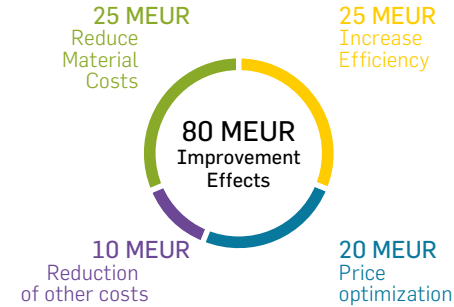 25 MEUR
Reduce
Material
Costs
25 MEUR
Increase
Efficiency
80 MEUR
Improvement
Effects
10 MEUR
Reduction
of other costs
20 MEUR
Price
optimization